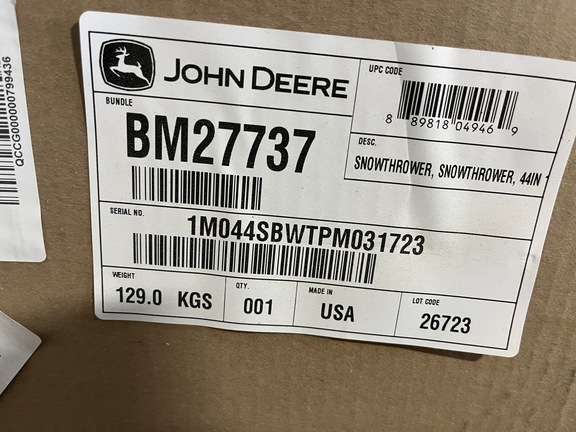 JOHN DEERE
UPC CODE
8 89818 04946 9
BUNDLE
BM27737
DESC.
SNOWTHROWER, SNOWTHROWER, 44IN
SERIAL NO.
1M044SBWTPM031723
WEIGHT
129.0 KGS
QTY.
001
MADE IN
USA
LOT CODE
26723
QCCG000000799436